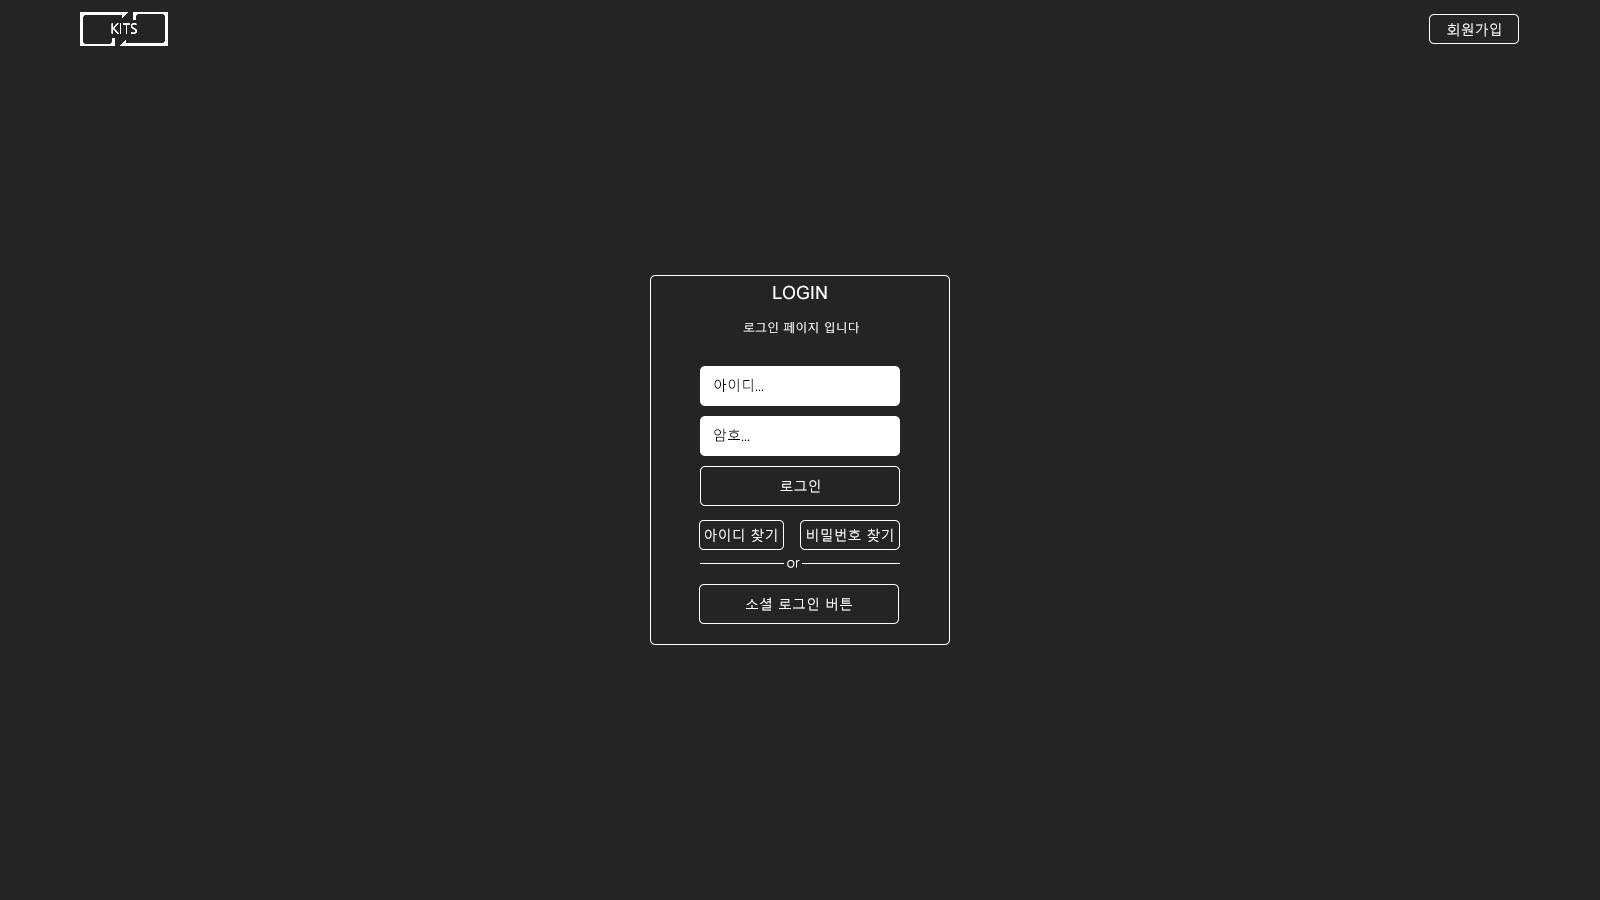 KITS
회원가입
LOGIN
로그인 페이지 입니다
아이디...
암호...
로그인
아이디 찾기
비밀번호 찾기
or
소셜 로그인 버튼